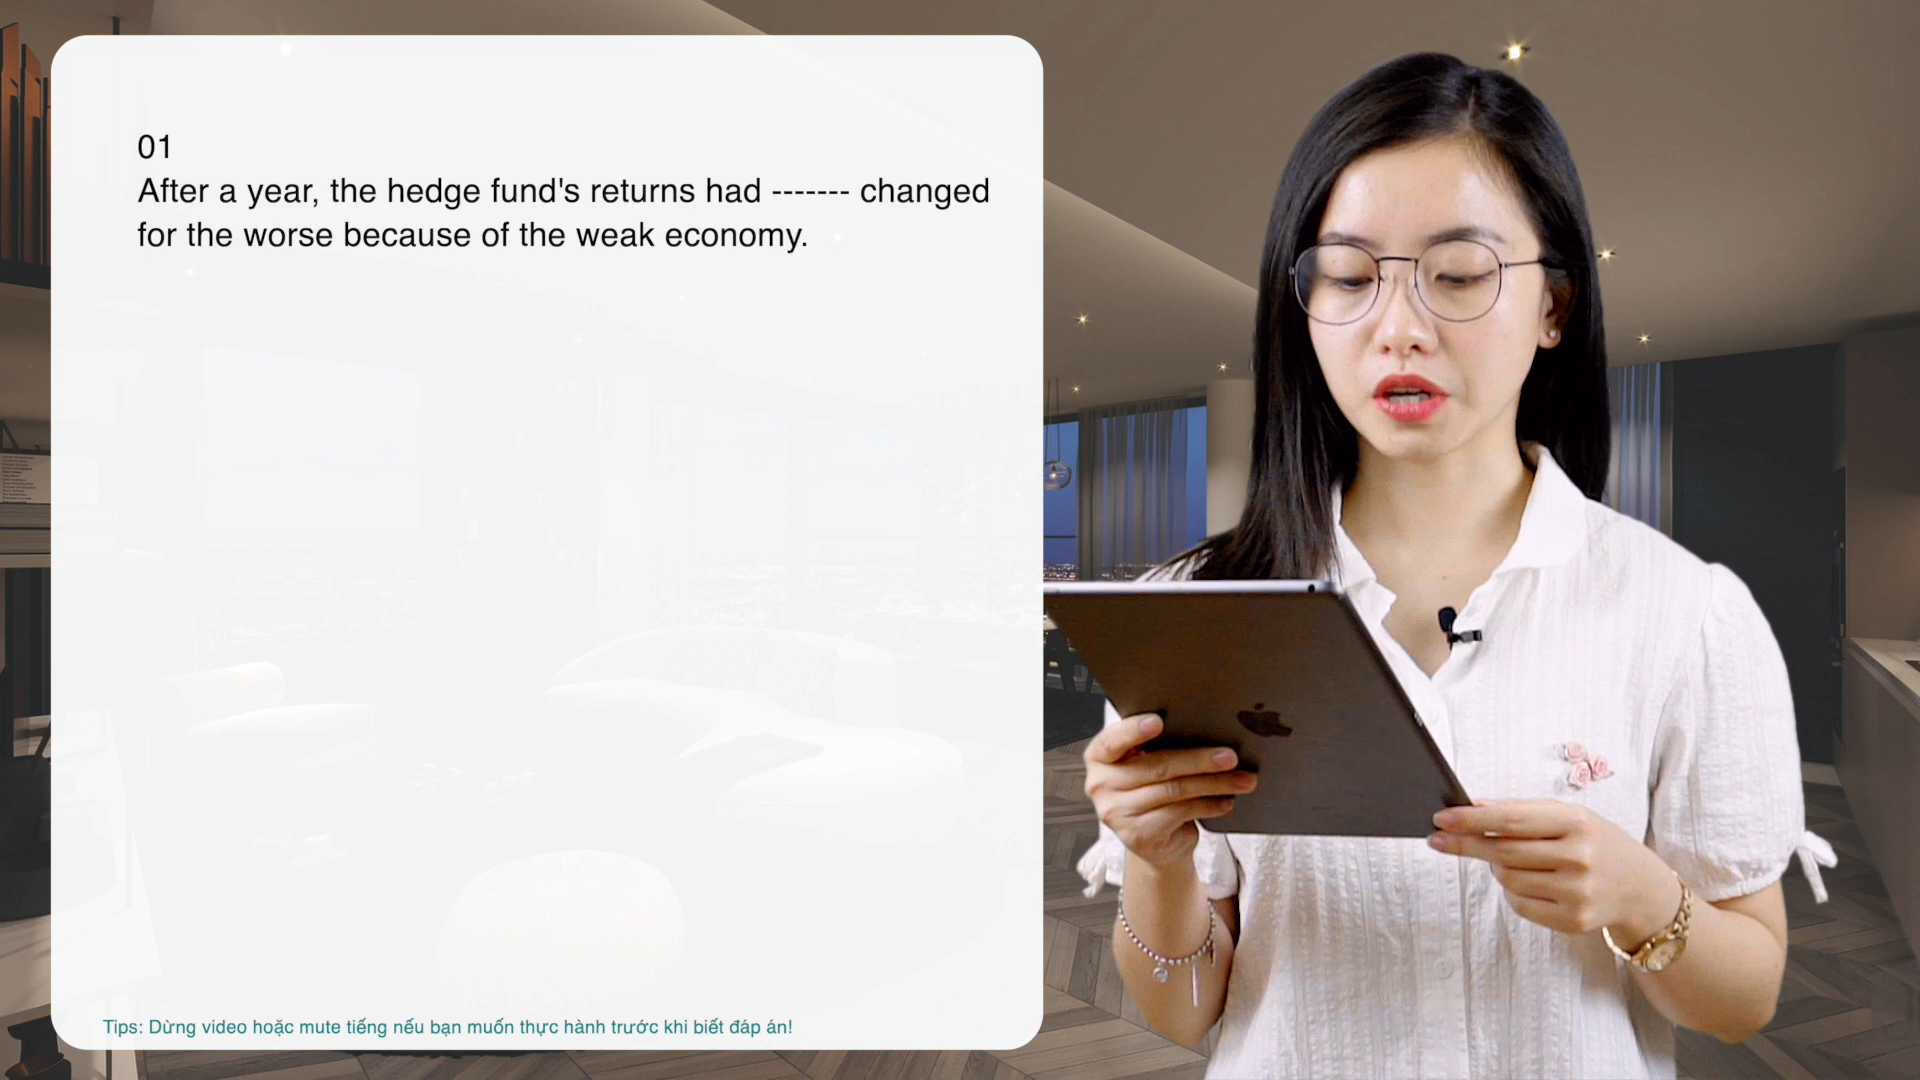 01
After a year, the hedge fund's returns had ------- changed
for the worse because of the weak economy.
Tips: Dừng video hoặc mute tiếng nếu bạn muốn thực hành trước khi biết đáp án!